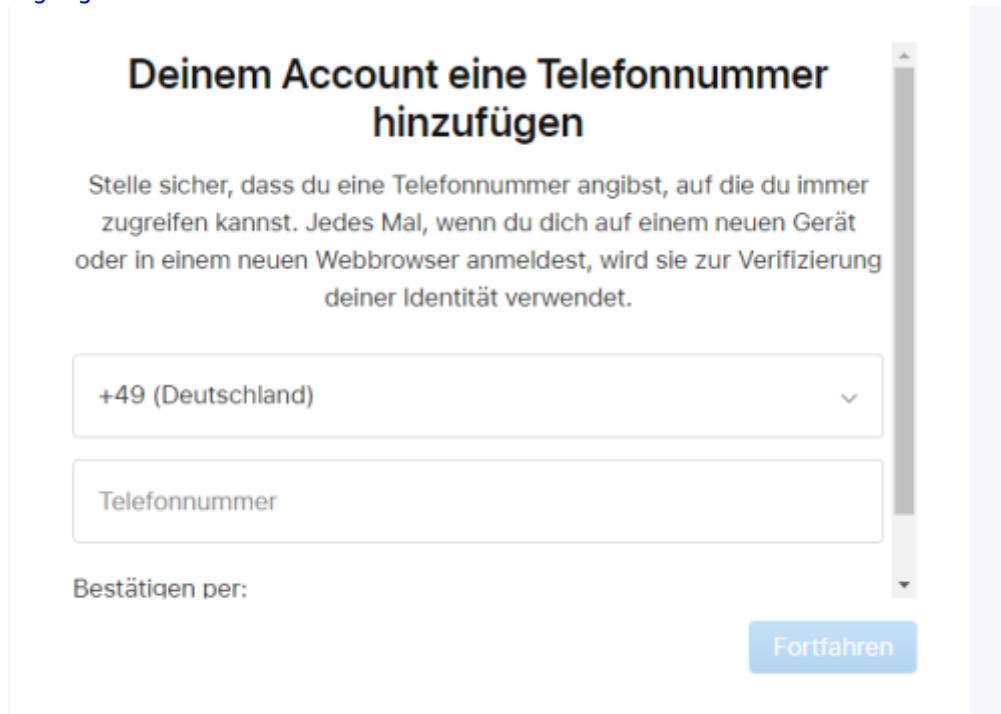 Deinem Account eine Telefonnummer
hinzufügen
Stelle sicher, dass du eine Telefonnummer angibst, auf die du immer
zugreifen kannst. Jedes Mal, wenn du dich auf einem neuen Gerät
oder in einem neuen Webbrowser anmeldest, wird sie zur Verifizierung
deiner Identität verwendet.
+49 (Deutschland)
Telefonnummer
Bestätigen per:
Fortfahren